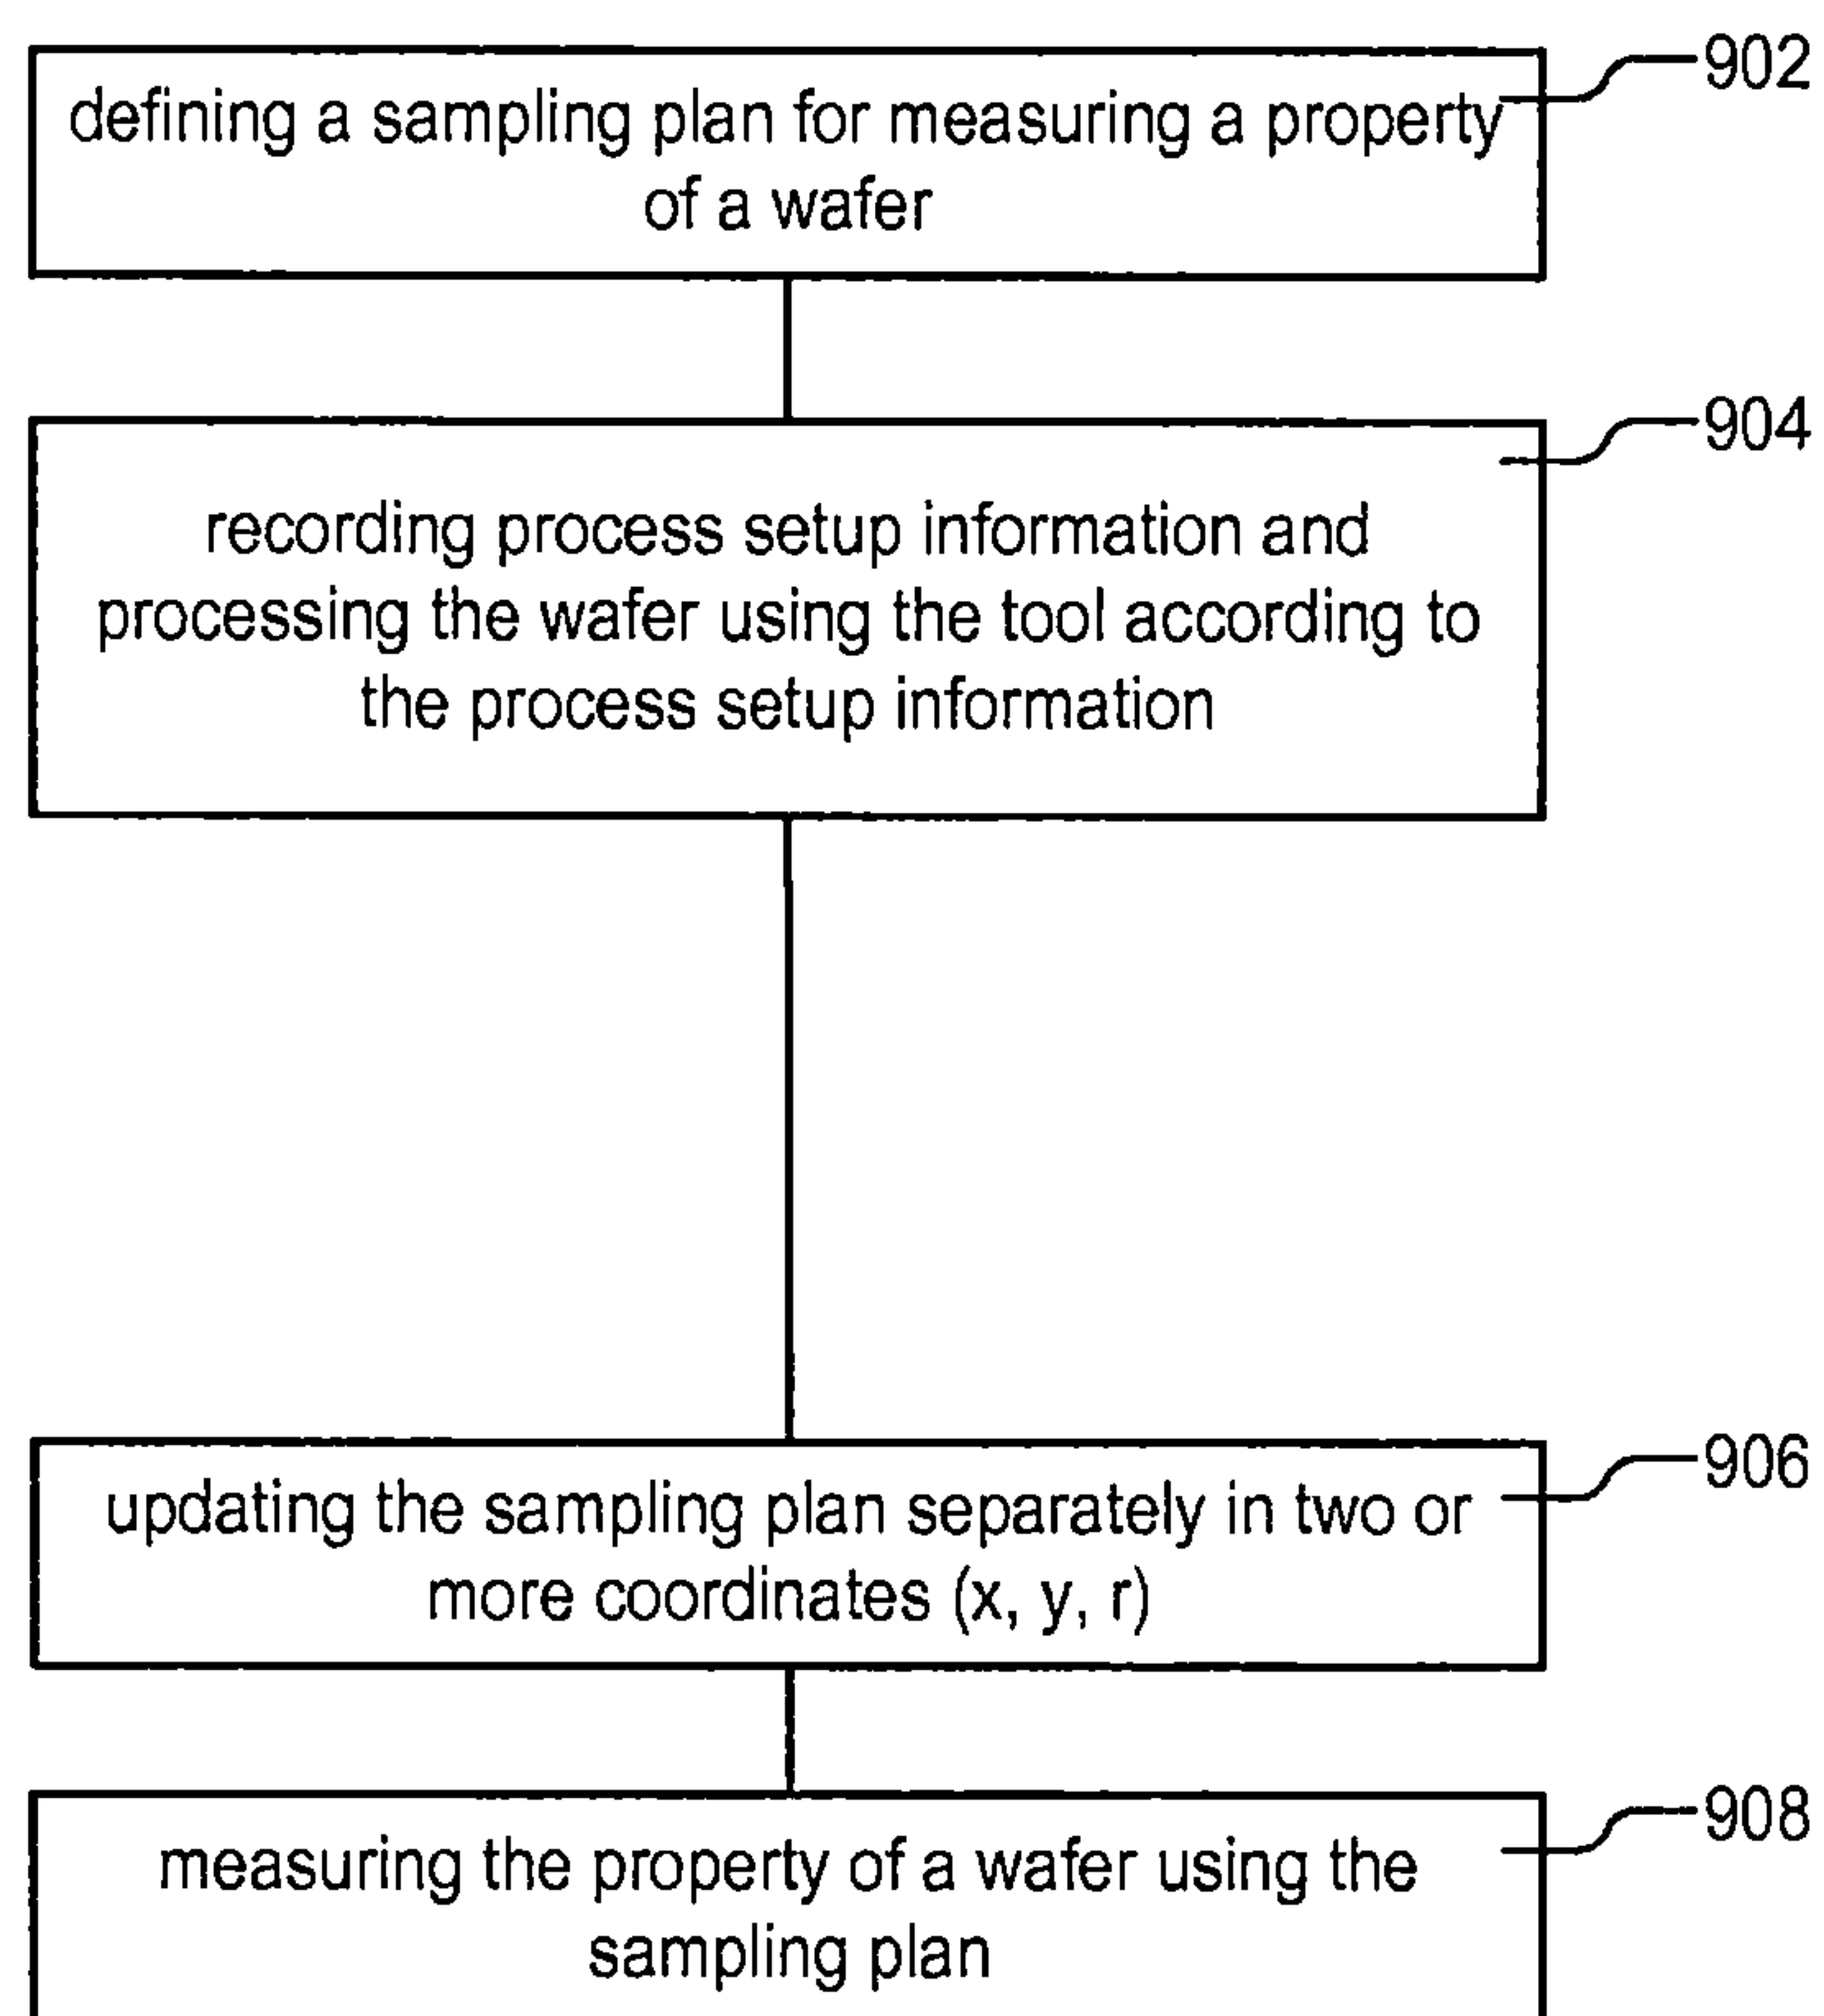 902
defining a sampling plan for measuring a property
of a wafer
904
recording process setup information and
processing the wafer using the tool according to
the process setup information
906
updating the sampling plan separately in two or
more coordinates (x, y, r)
908
measuring the property of a wafer using the
sampling plan